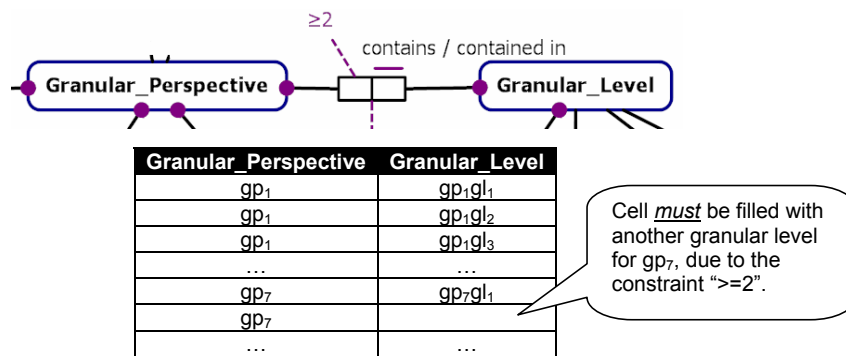 ≥2
contains / contained in
Granular_Perspective
Granular_Level
Granular_Perspective Granular_Level
gp₁ gp₁gl₁
gp₁ gp₁gl₂
gp₁ gp₁gl₃
... ...
gp₇ gp₇gl₁
gp₇
... ...
Cell must be filled with
another granular level
for gp₇, due to the
constraint “>=2”.